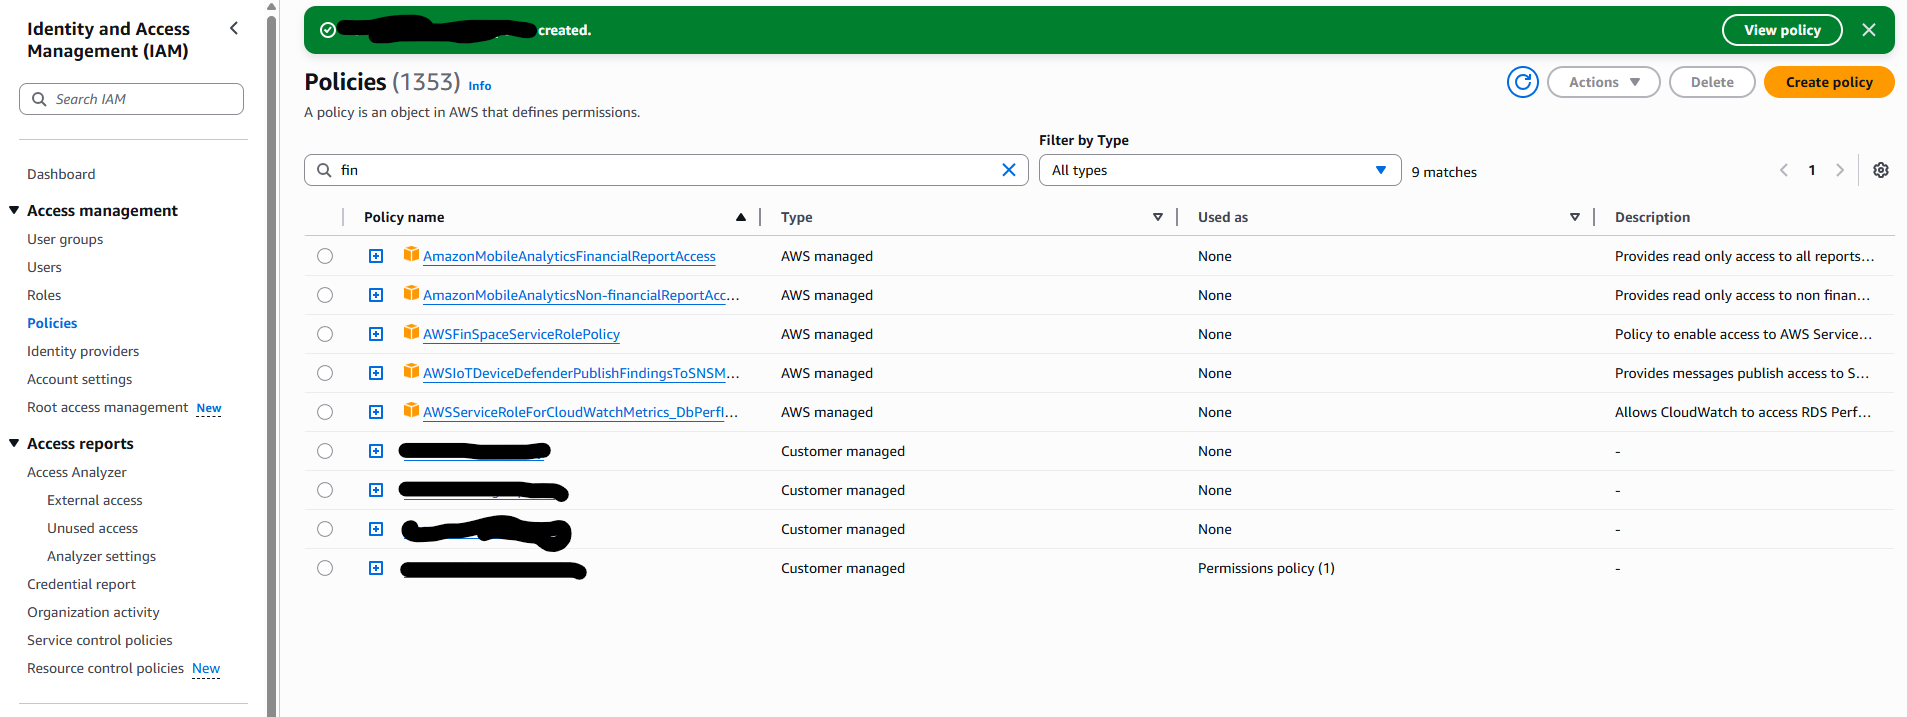 Identity and Access
Management (IAM)
Search IAM
Dashboard
Access management
User groups
Users
Roles
Policies
Identity providers
Account settings
Root access management New
Access reports
Access Analyzer
External access
Unused access
Analyzer settings
Credential report
Organization activity
Service control policies
Resource control policies New
created.
View policy
Policies (1353) Info
Actions
Delete
Create policy
A policy is an object in AWS that defines permissions.
Filter by Type
fin
All types
9 matches
1
Policy name Type Used as Description
AmazonMobileAnalyticsFinancialReportAccess AWS managed None Provides read only access to all reports...
AmazonMobileAnalyticsNon-financialReportAcc... AWS managed None Provides read only access to non finan...
AWSFinSpaceServiceRolePolicy AWS managed None Policy to enable access to AWS Service...
AWSIoTDeviceDefenderPublishFindingsToSNSM... AWS managed None Provides messages publish access to S...
AWSServiceRoleForCloudWatchMetrics_DbPerfI... AWS managed None Allows CloudWatch to access RDS Perf...
Customer managed None -
Customer managed None -
Customer managed None -
Customer managed Permissions policy (1) -